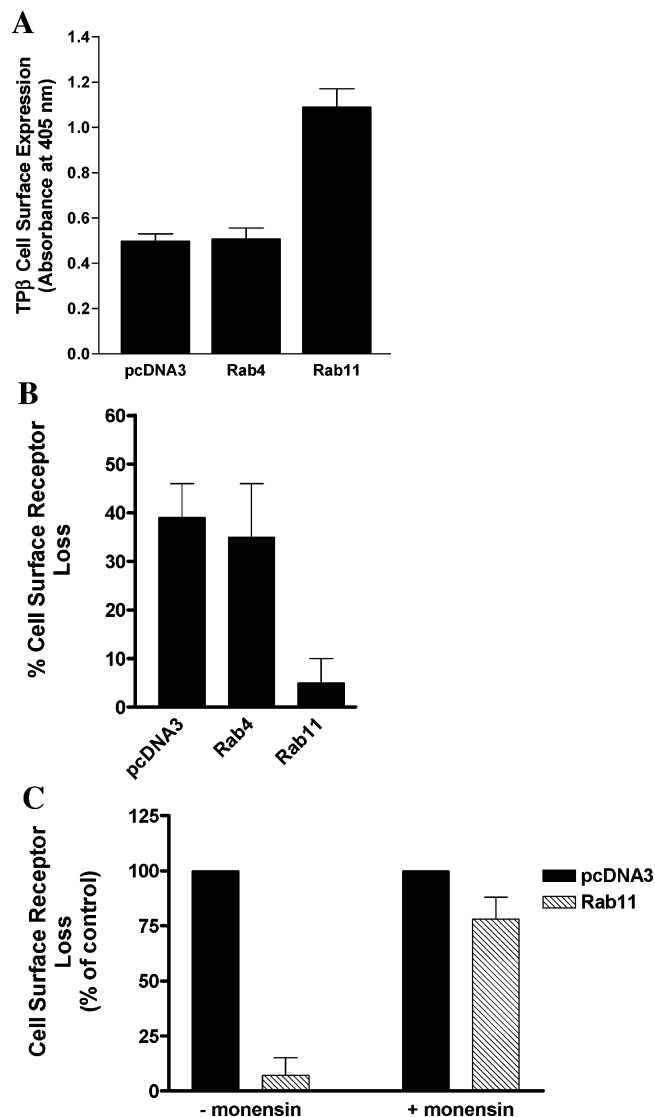 A
TPβ Cell Surface Expression
(Absorbance at 405 nm)
1.4
1.2
1.0
0.8
0.6
0.4
0.2
0.0
pcDNA3 Rab4 Rab11
B
% Cell Surface Receptor
Loss
60
50
40
30
20
10
0
pcDNA3
Rab4
Rab11
C
Cell Surface Receptor
Loss
(% of control)
125
100
75
50
25
0
pcDNA3
Rab11
- monensin + monensin